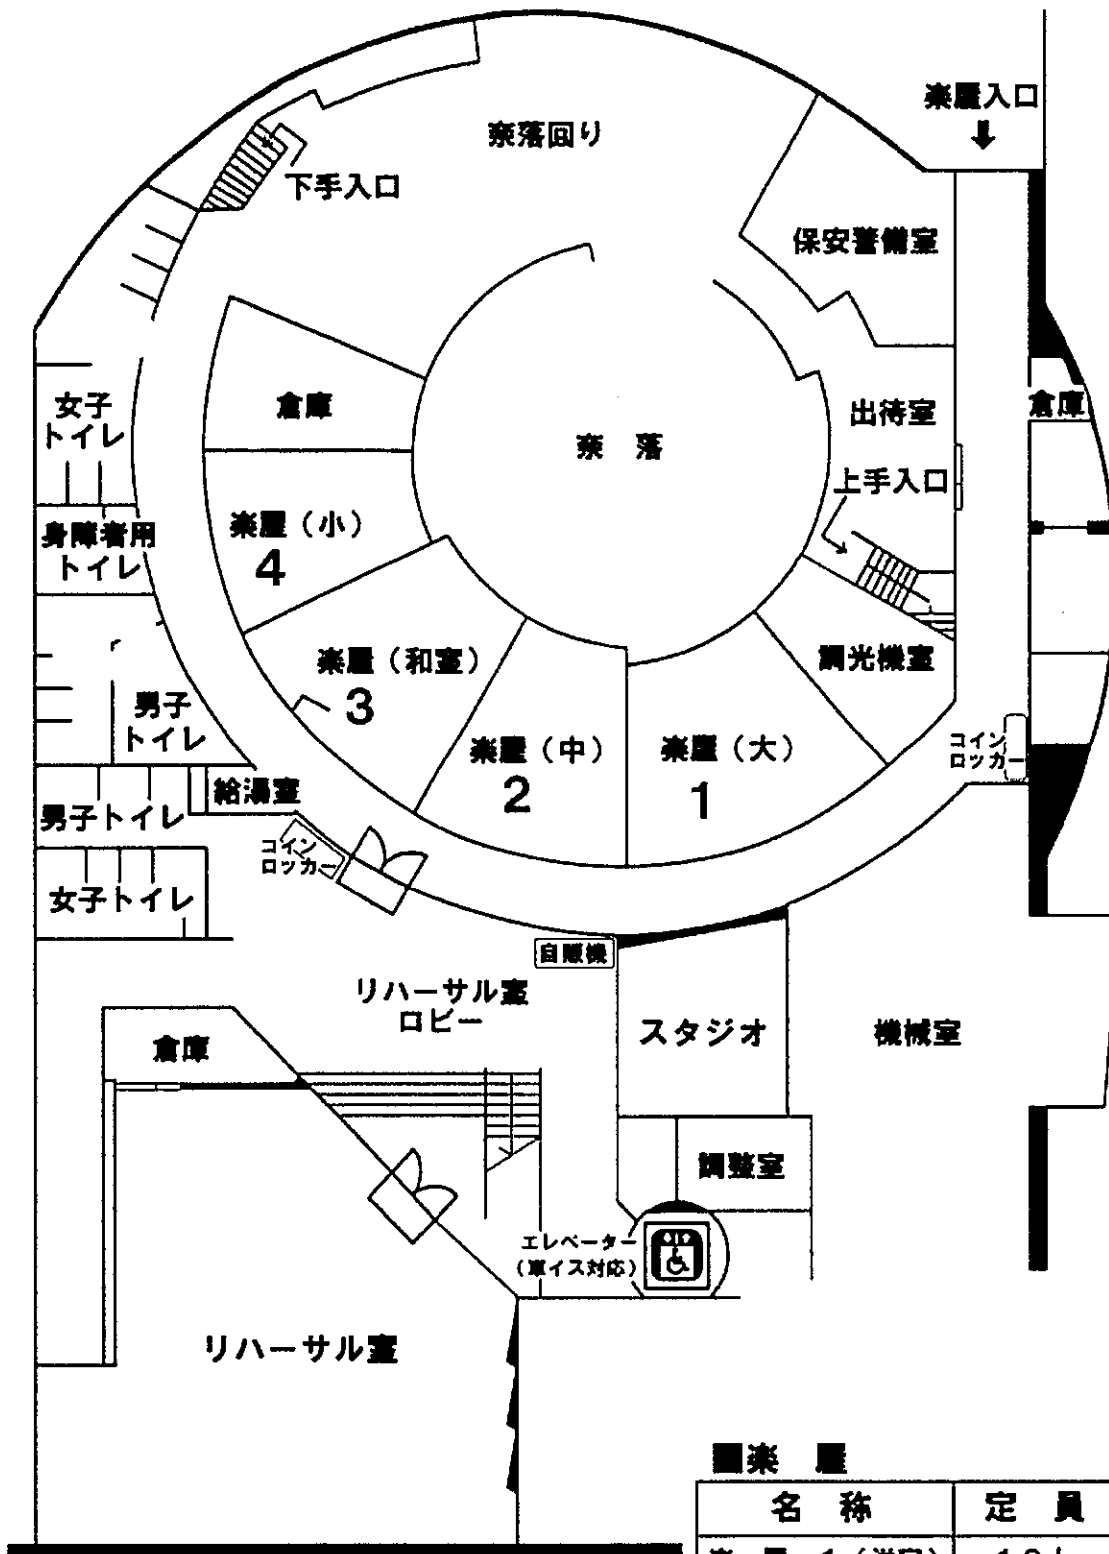 楽屋入口
奈落回り
下手入口
保安警備室
倉庫
女子
トイレ
倉庫
出待室
奈 落
上手入口
楽屋(小)
4
身障者用
トイレ
楽屋(和室)
3
調光機室
男子
トイレ
楽屋(中)
2
楽屋(大)
1
コイン
ロッカー
給湯室
男子トイレ
コイン
ロッカー
女子トイレ
自販機
リハーサル室
ロビー
スタジオ
機械室
倉庫
調整室
エレベーター
(車イス対応)
リハーサル室
■楽 屋
名 称
定 員